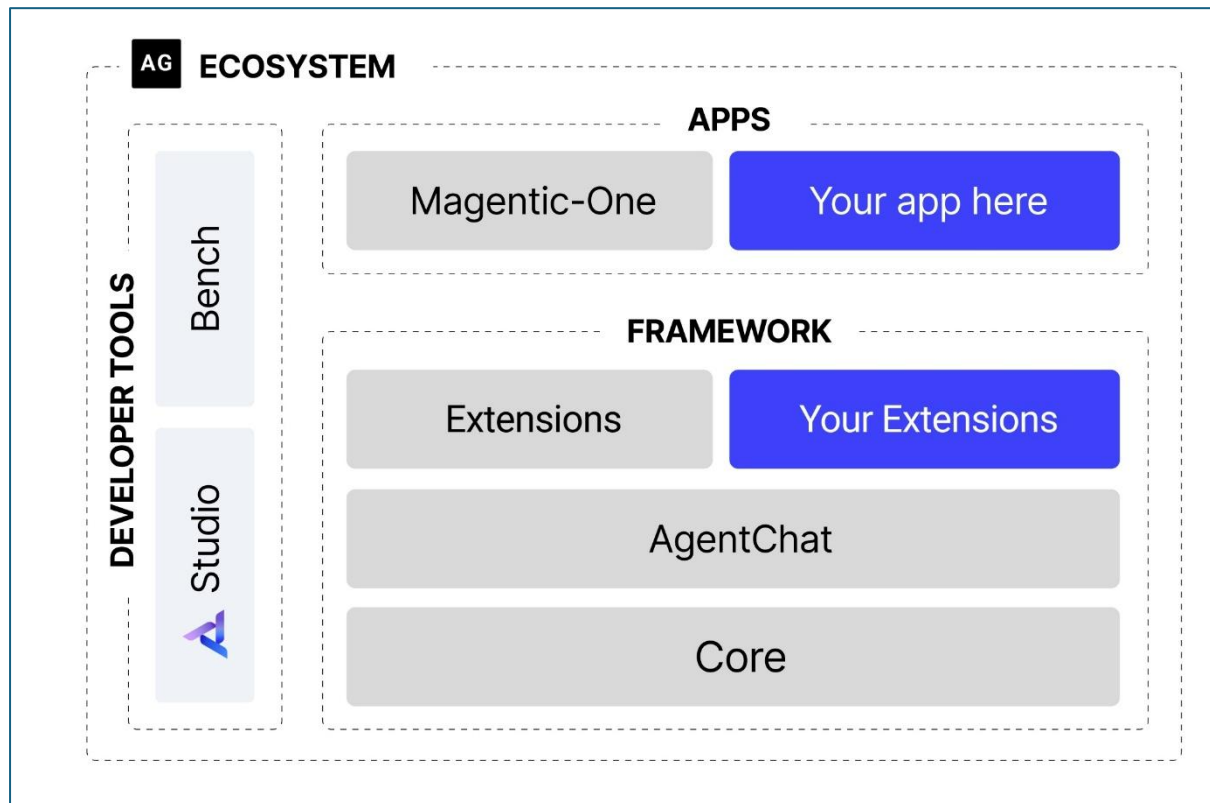 AG ECOSYSTEM
DEVELOPER TOOLS
Bench
Studio
APPS
Magentic-One
Your app here
FRAMEWORK
Extensions
Your Extensions
AgentChat
Core